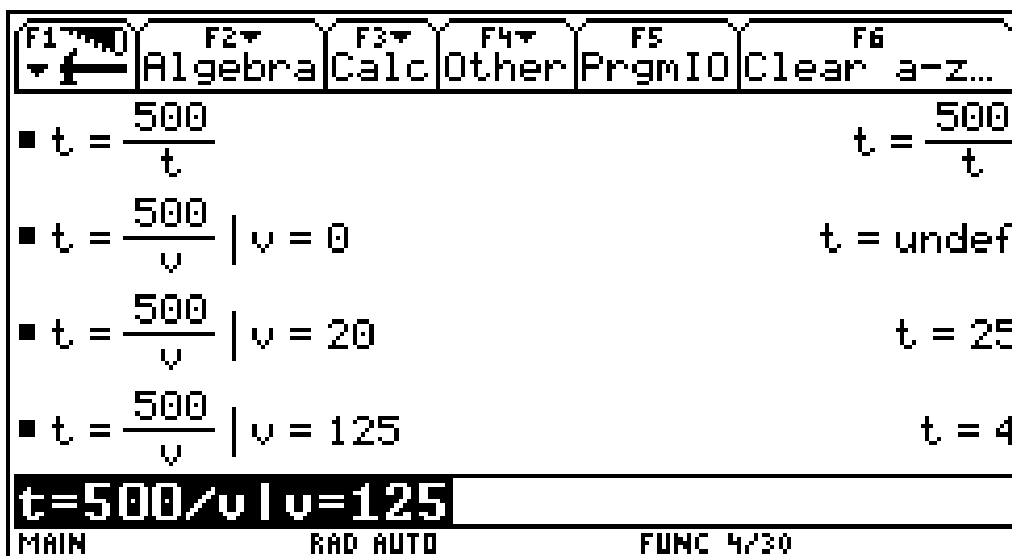 F1 F2 F3 F4 F5 F6
Algebra Calc Other PrgmIO Clear a-z…
▪ t = 500/t t = 500/t
▪ t = 500/v | v = 0 t = undef
▪ t = 500/v | v = 20 t = 25
▪ t = 500/v | v = 125 t = 4
t=500/v|v=125
MAIN RAD AUTO FUNC 4/30